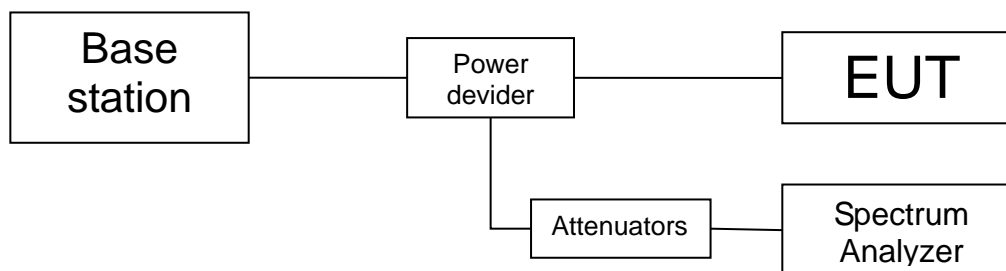 Base
station
Power
devider
EUT
Attenuators
Spectrum
Analyzer